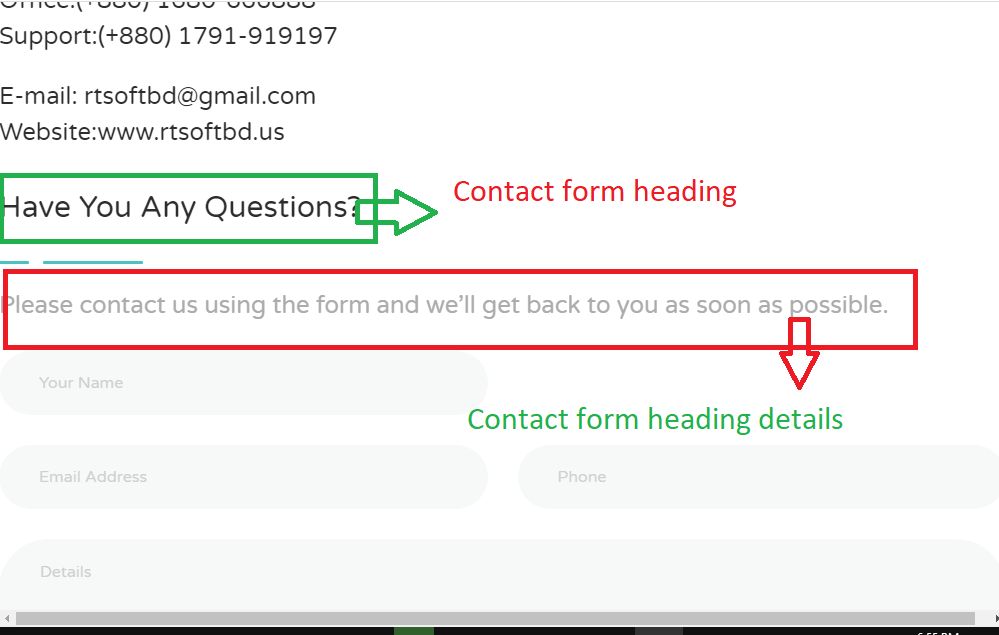 Office:(+880) 1680-606888
Support:(+880) 1791-919197
E-mail: rtsoftbd@gmail.com
Website:www.rtsoftbd.us
Have You Any Questions?
Contact form heading
Please contact us using the form and we’ll get back to you as soon as possible.
Your Name
Contact form heading details
Email Address
Phone
Details